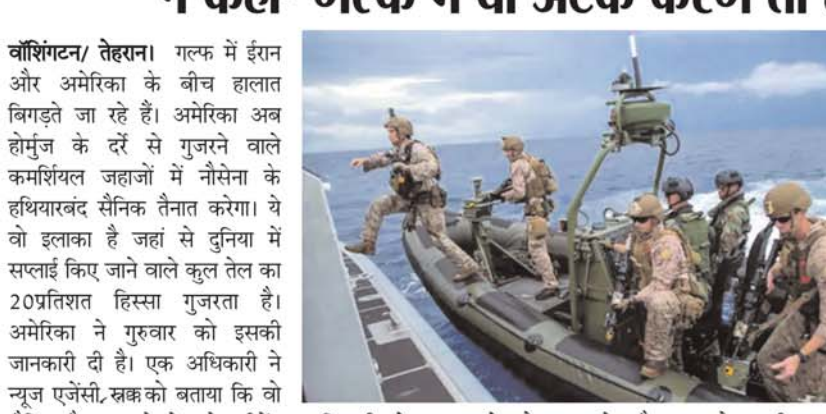 वॉशिंगटन/ तेहरान। गल्फ में ईरान
और अमेरिका के बीच हालात
बिगड़ते जा रहे हैं। अमेरिका अब
होर्मुज के दर्रे से गुजरने वाले
कमर्शियल जहाजों में नौसेना के
हथियारबंद सैनिक तैनात करेगा। ये
वो इलाका है जहां से दुनिया में
सप्लाई किए जाने वाले कुल तेल का
20प्रतिशत हिस्सा गुजरता है।
अमेरिका ने गुरुवार को इसकी
जानकारी दी है। एक अधिकारी ने
न्यूज एजेंसी स्नक्क को बताया कि वो